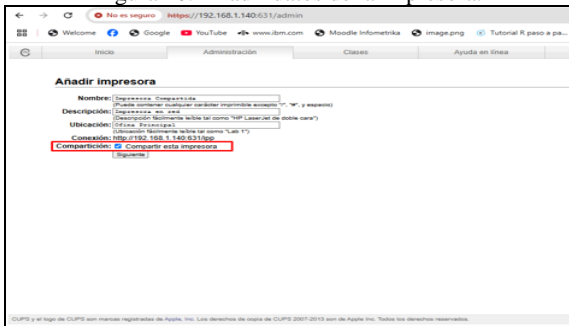 No es seguro https://192.168.1.140:631/admin
Welcome Google YouTube www.ibm.com Moodle Infometrika image.png Tutorial R paso a pa...
Inicio Administración Clases Ayuda en línea
Añadir impresora
Nombre: Impresora Compartida
(Puede contener cualquier carácter imprimible excepto "/", "#", y espacio)
Descripción: Impresora en red
(Descripción fácilmente leíble tal como "HP LaserJet de doble cara")
Ubicación: Ofina Principal
(Ubicación fácilmente leíble tal como "Lab 1")
Conexión: http://192.168.1.140:631/ipp
Compartición: Compartir esta impresora
Siguiente
CUPS y el logo de CUPS son marcas registradas de Apple, Inc. Los derechos de copia de CUPS 2007-2013 son de Apple Inc. Todos los derechos reservados.